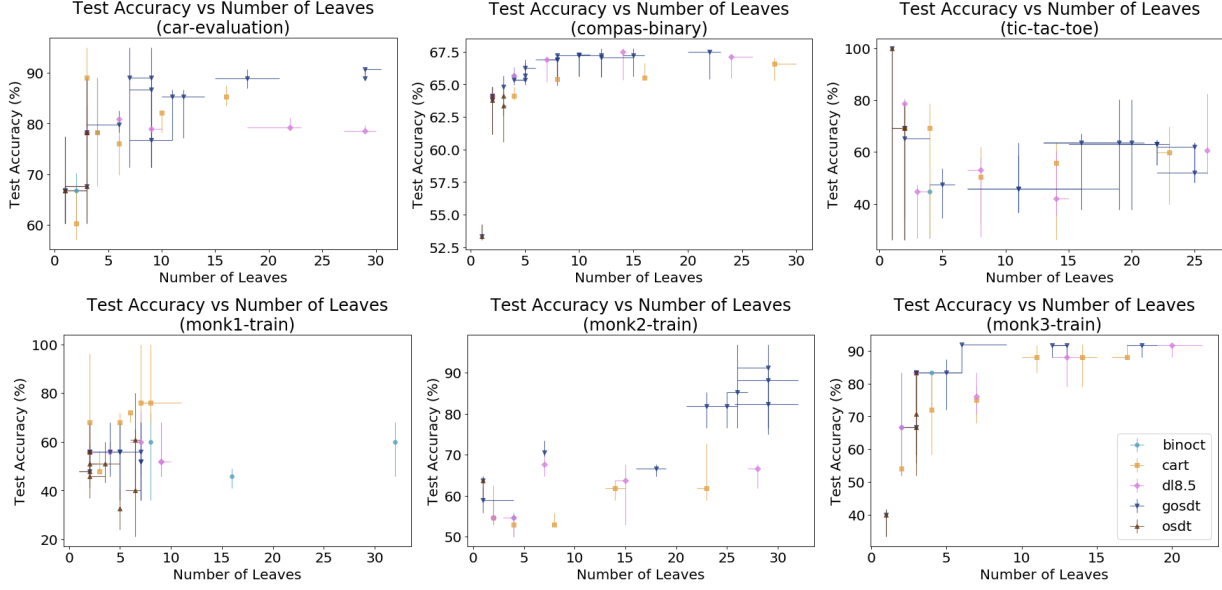 Test Accuracy vs Number of Leaves
(car-evaluation)
Test Accuracy (%)
90
80
70
60
0 5 10 15 20 25 30
Number of Leaves
Test Accuracy vs Number of Leaves
(compas-binary)
Test Accuracy (%)
67.5
65.0
62.5
60.0
57.5
55.0
52.5
0 5 10 15 20 25 30
Number of Leaves
Test Accuracy vs Number of Leaves
(tic-tac-toe)
Test Accuracy (%)
100
80
60
40
0 5 10 15 20 25
Number of Leaves
Test Accuracy vs Number of Leaves
(monk1-train)
Test Accuracy (%)
100
80
60
40
20
0 5 10 15 20 25 30
Number of Leaves
Test Accuracy vs Number of Leaves
(monk2-train)
Test Accuracy (%)
90
80
70
60
50
0 5 10 15 20 25 30
Number of Leaves
Test Accuracy vs Number of Leaves
(monk3-train)
Test Accuracy (%)
90
80
70
60
50
40
0 5 10 15 20
Number of Leaves
binoct
cart
dl8.5
gosdt
osdt